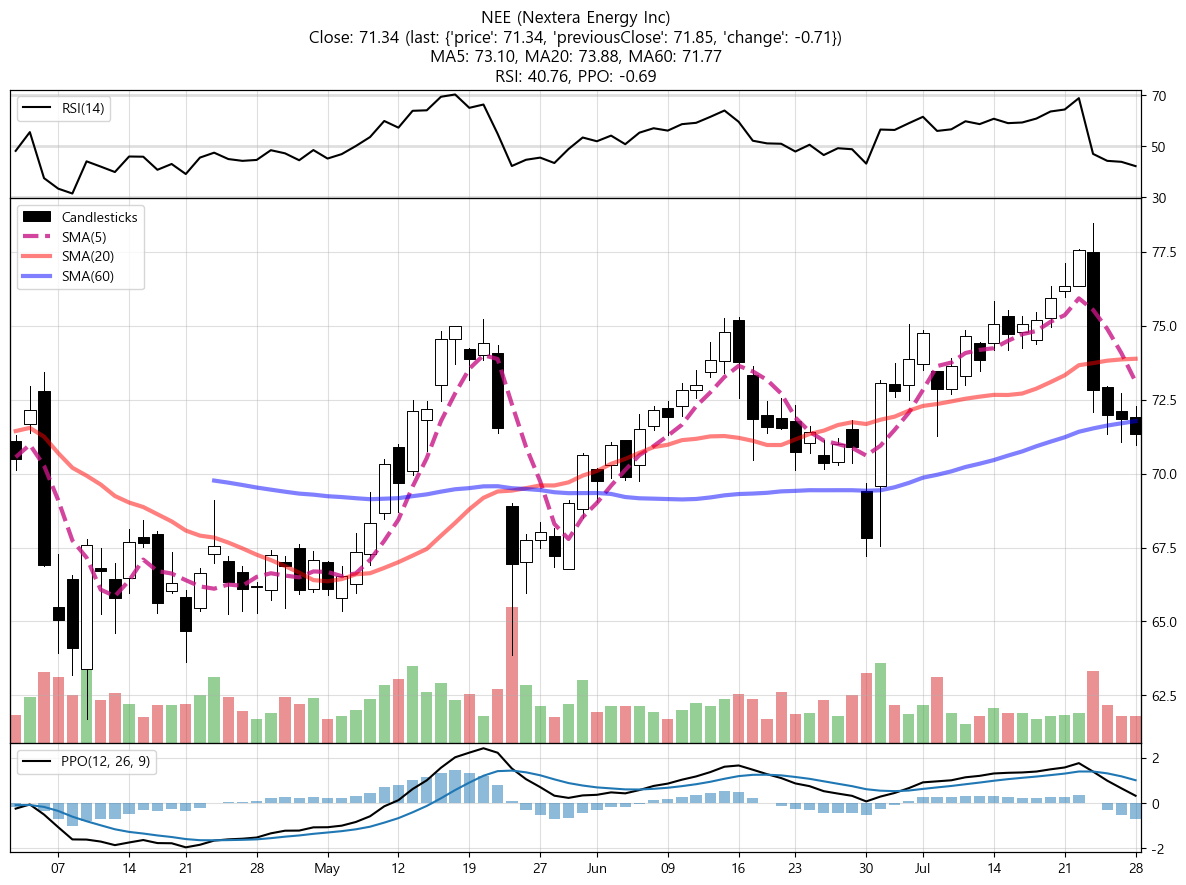 NEE (Nextera Energy Inc)
Close: 71.34 (last: {'price': 71.34, 'previousClose': 71.85, 'change': -0.71})
MA5: 73.10, MA20: 73.88, MA60: 71.77
RSI: 40.76, PPO: -0.69
RSI(14)
70
50
30
Candlesticks
SMA(5)
SMA(20)
SMA(60)
77.5
75.0
72.5
70.0
67.5
65.0
62.5
PPO(12, 26, 9)
2
0
-2
07 14 21 28 May 12 19 27 Jun 09 16 23 30 Jul 14 21 28